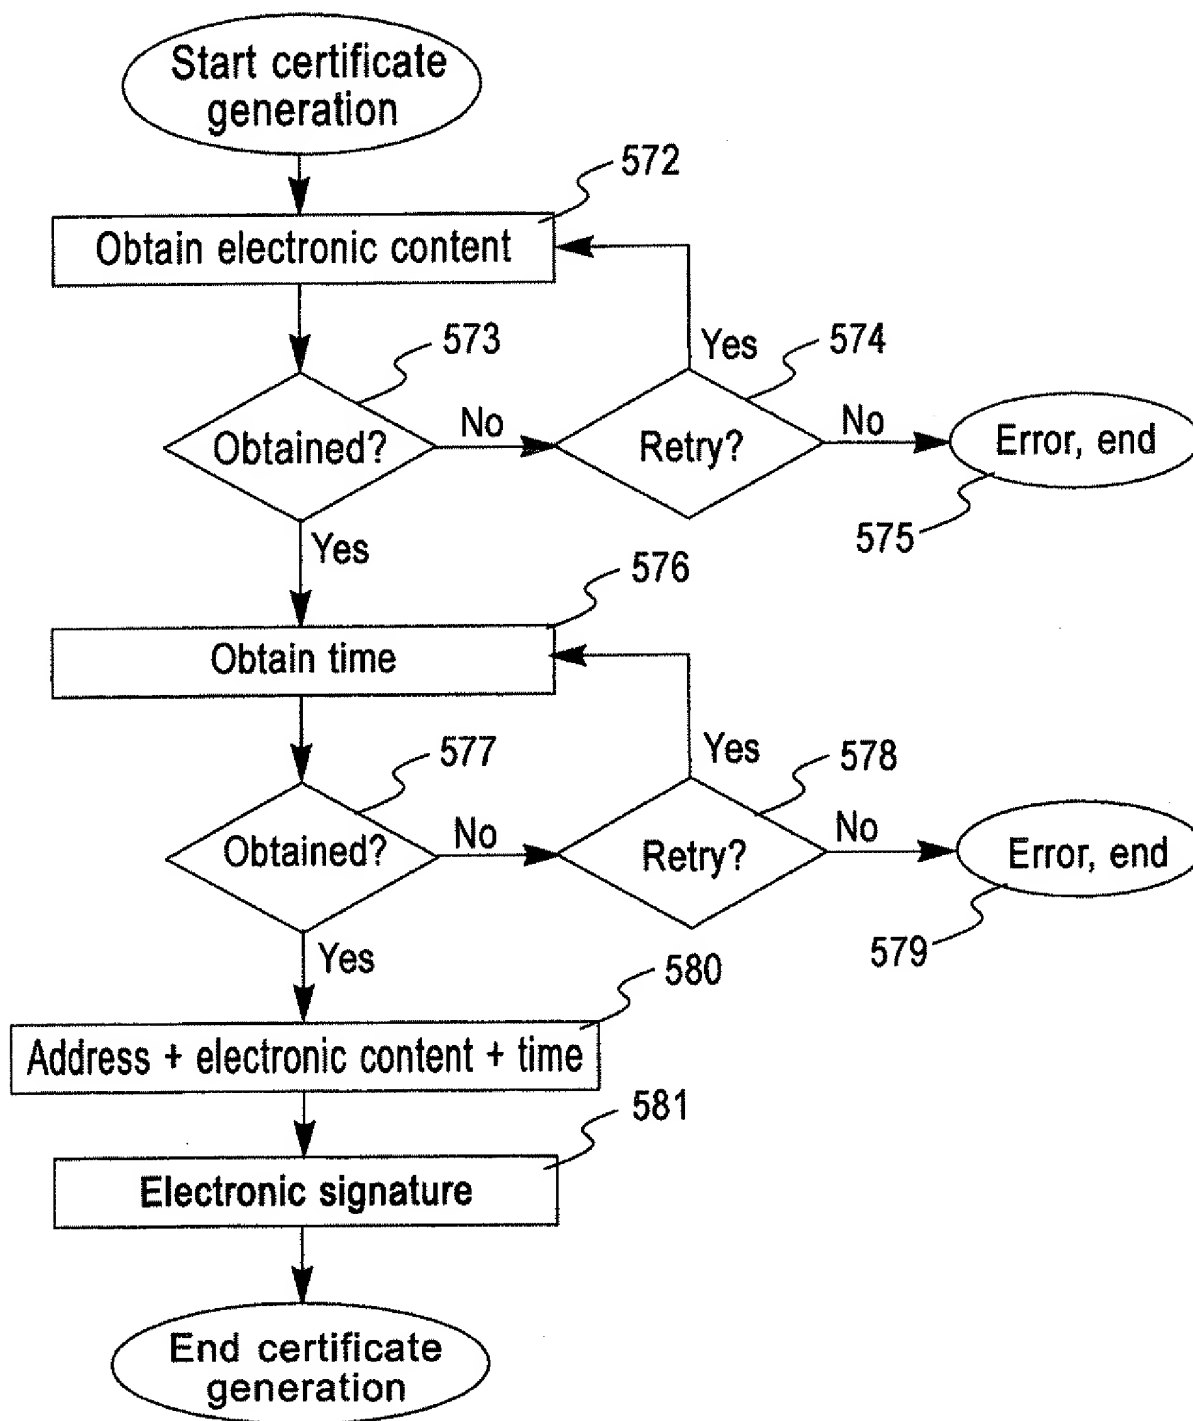 Start certificate
generation
572
Obtain electronic content
573
Yes
574
Obtained?
No
Retry?
No
Error, end
575
Yes
576
Obtain time
577
Yes
578
Obtained?
No
Retry?
No
Error, end
579
Yes
580
Address + electronic content + time
581
Electronic signature
End certificate
generation